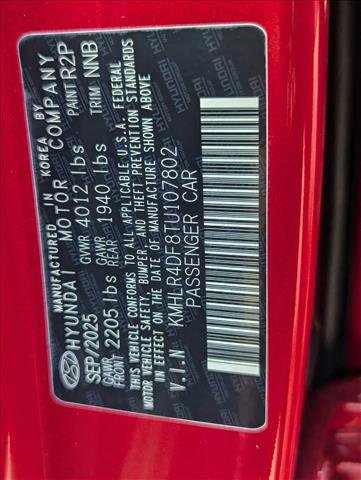 MANUFACTURED IN KOREA BY
HYUNDAI MOTOR COMPANY
SEP/2025 GVWR 4012 lbs PAINT R2P
GAWR FRONT 2205 lbs GAWR REAR 1940 lbs TRIM NNB
THIS VEHICLE CONFORMS TO ALL APPLICABLE U.S.A. FEDERAL
MOTOR VEHICLE SAFETY, BUMPER, AND THEFT PREVENTION STANDARDS
IN EFFECT ON THE DATE OF MANUFACTURE SHOWN ABOVE
V.I.N : KMHLR4DF8TU107802
PASSENGER CAR